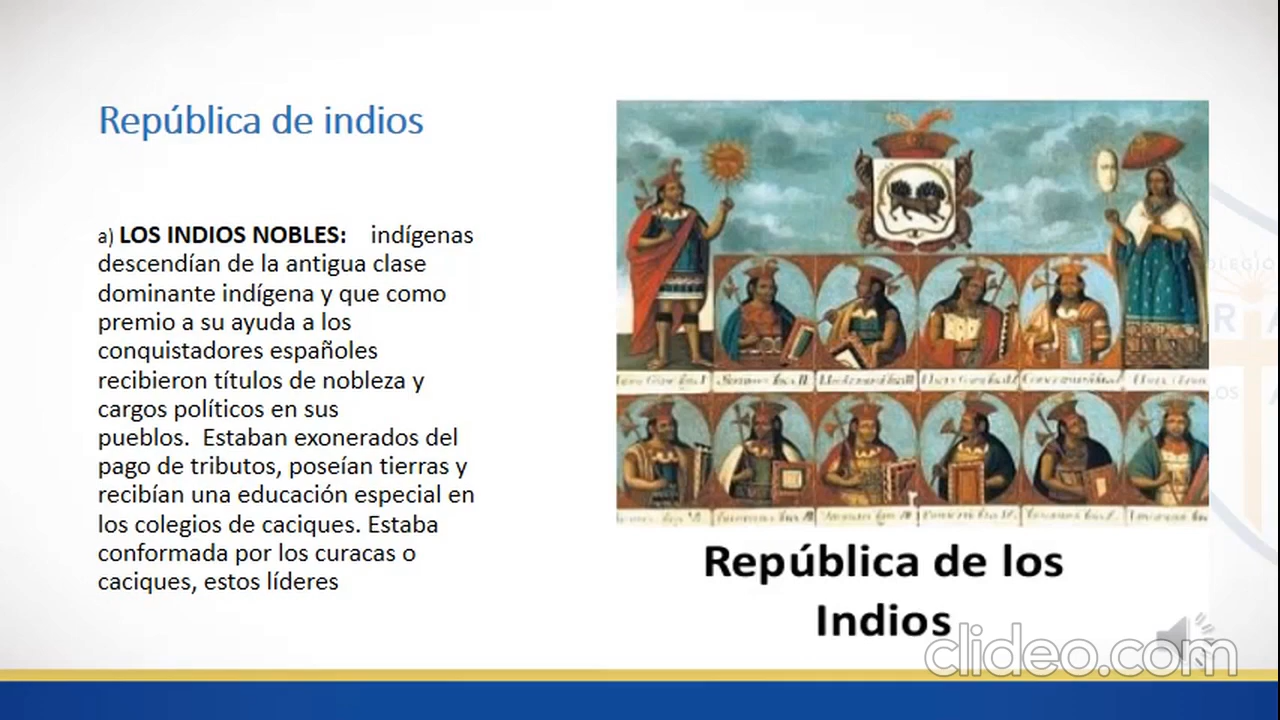 República de indios
a) LOS INDIOS NOBLES: indígenas
descendían de la antigua clase
dominante indígena y que como
premio a su ayuda a los
conquistadores españoles
recibieron títulos de nobleza y
cargos políticos en sus
pueblos. Estaban exonerados del
pago de tributos, poseían tierras y
recibían una educación especial en
los colegios de caciques. Estaba
conformada por los curacas o
caciques, estos líderes
República de los
Indios
clideo.com